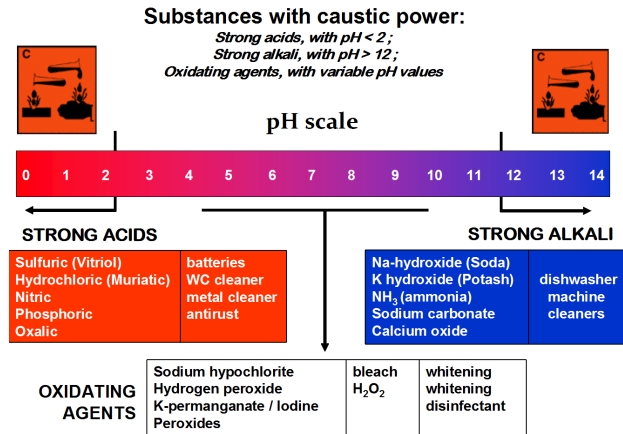 Substances with caustic power:
Strong acids, with pH < 2 ;
Strong alkali, with pH > 12 ;
Oxidating agents, with variable pH values
C
C
pH scale
0 1 2 3 4 5 6 7 8 9 10 11 12 13 14
STRONG ACIDS
Sulfuric (Vitriol)
Hydrochloric (Muriatic)
Nitric
Phosphoric
Oxalic
batteries
WC cleaner
metal cleaner
antirust
STRONG ALKALI
Na-hydroxide (Soda)
K hydroxide (Potash)
NH₃ (ammonia)
Sodium carbonate
Calcium oxide
dishwasher
machine
cleaners
OXIDATING
AGENTS
Sodium hypochlorite
Hydrogen peroxide
K-permanganate / Iodine
Peroxides
bleach
H₂O₂
whitening
whitening
disinfectant